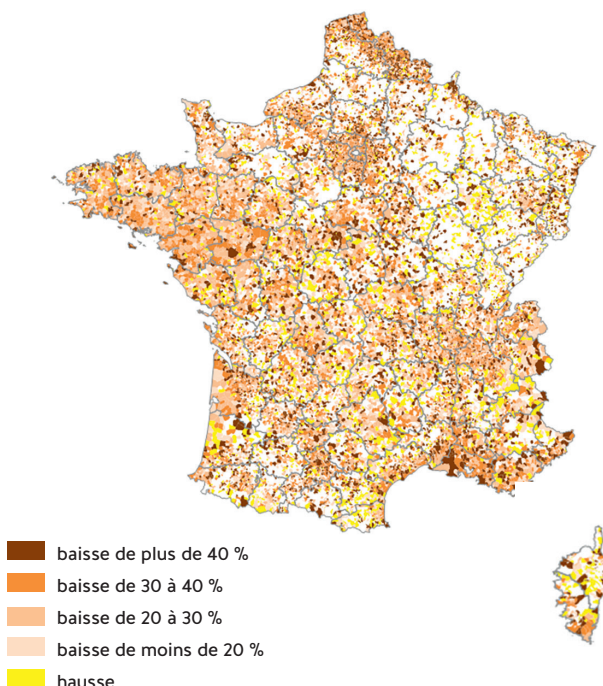 baisse de plus de 40 %
baisse de 30 à 40 %
baisse de 20 à 30 %
baisse de moins de 20 %
hausse